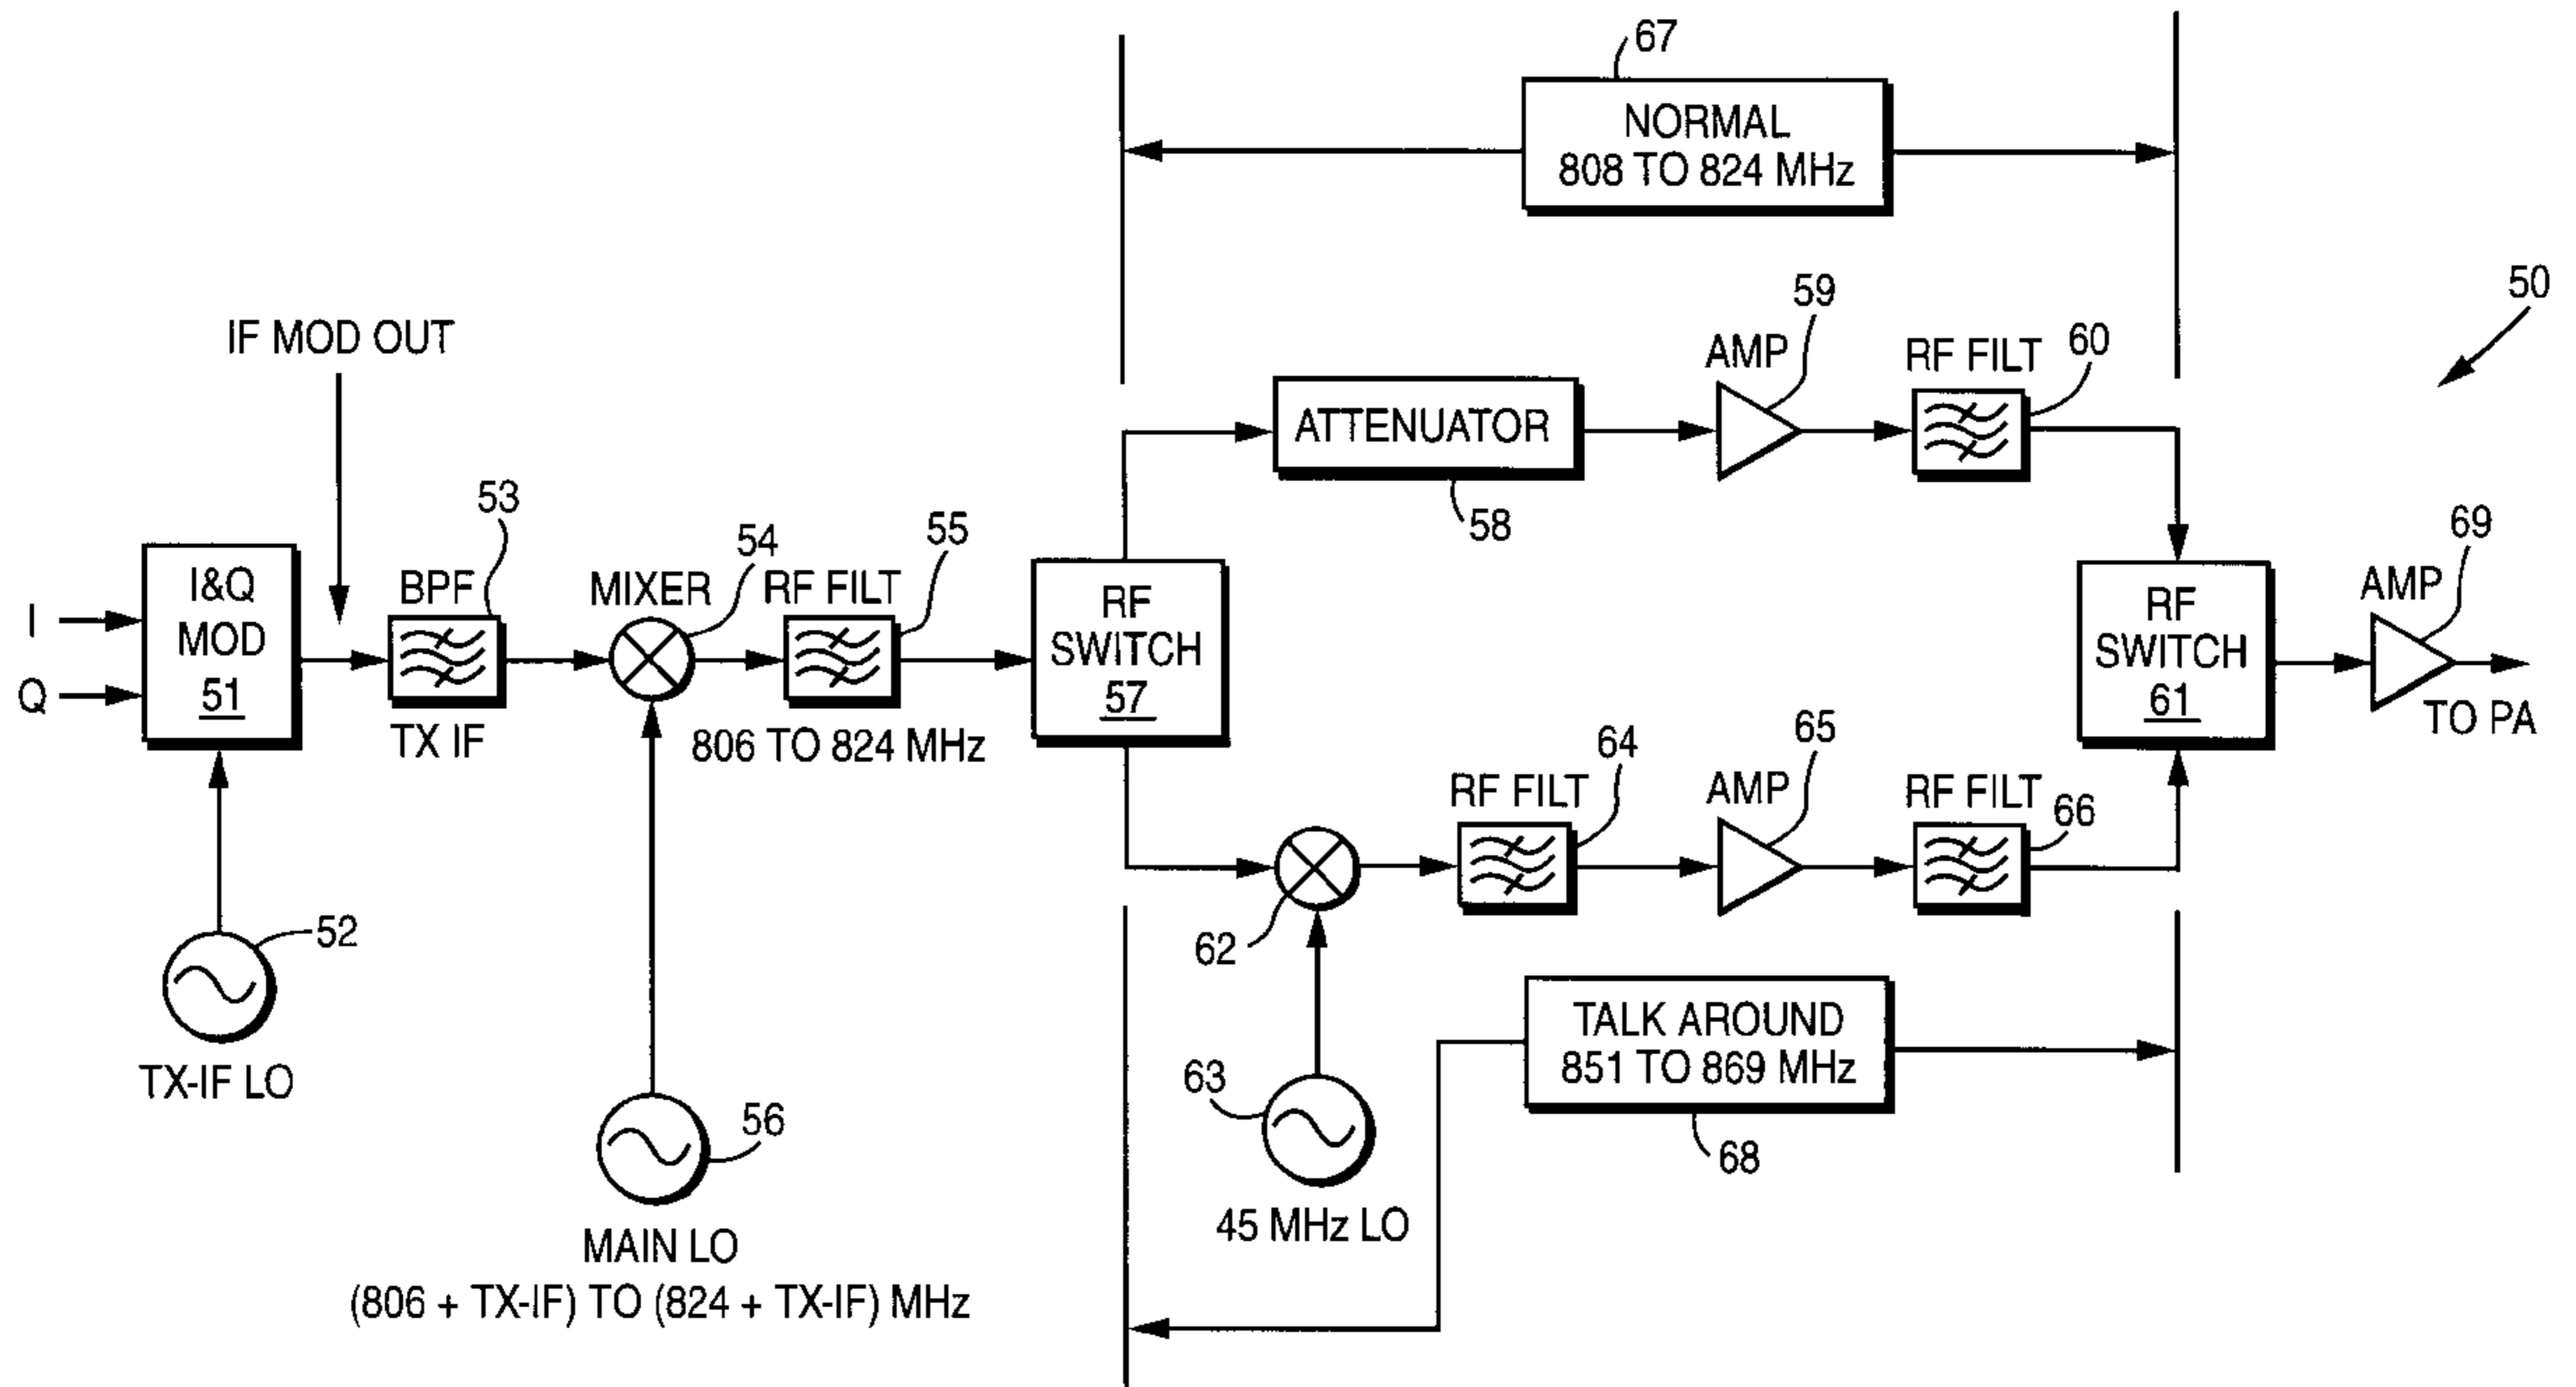 67
NORMAL
808 TO 824 MHz
50
59
AMP
RF FILT
60
IF MOD OUT
ATTENUATOR
58
53
54
55
69
I
Q
I&Q
MOD
51
BPF
TX IF
MIXER
RF FILT
806 TO 824 MHz
RF
SWITCH
57
RF
SWITCH
61
AMP
TO PA
RF FILT
64
AMP
65
RF FILT
66
62
52
TX-IF LO
56
MAIN LO
(806 + TX-IF) TO (824 + TX-IF) MHz
63
45 MHz LO
TALK AROUND
851 TO 869 MHz
68